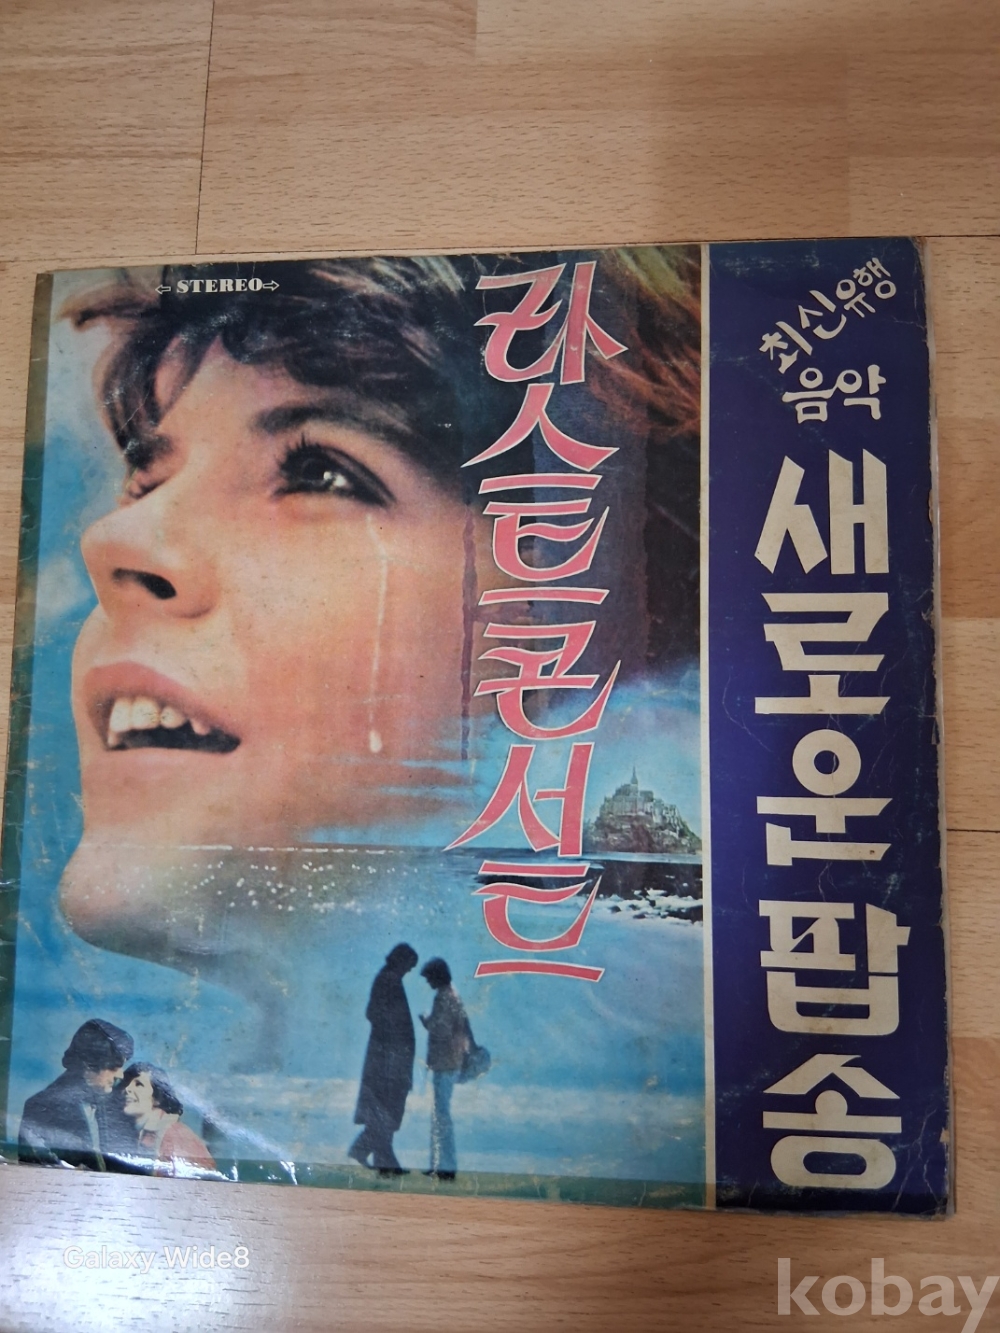 ⇦ STEREO⇨
라스트콘서트
최신유행
음악
새로운팝송
Galaxy Wide8
kobay